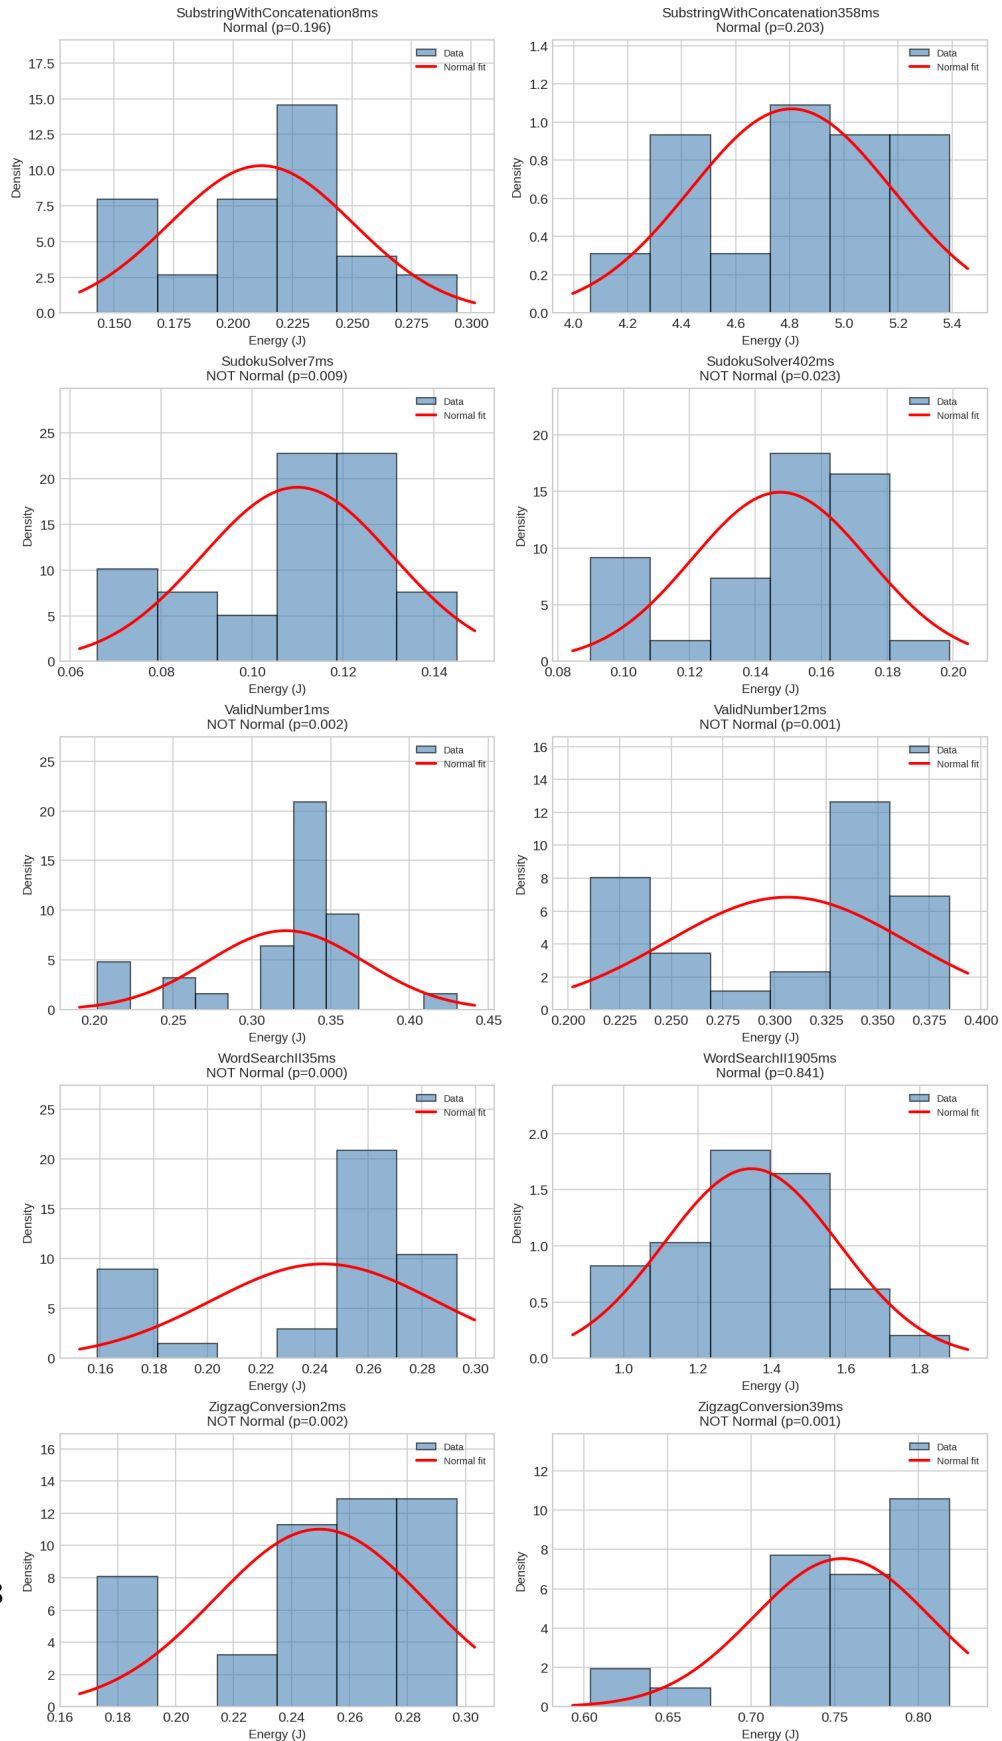 SubstringWithConcatenation8ms
Normal (p=0.196)
Data
Normal fit
17.5
15.0
12.5
10.0
7.5
5.0
2.5
0.0
Density
0.150 0.175 0.200 0.225 0.250 0.275 0.300
Energy (J)
SubstringWithConcatenation358ms
Normal (p=0.203)
Data
Normal fit
1.4
1.2
1.0
0.8
0.6
0.4
0.2
0.0
Density
4.0 4.2 4.4 4.6 4.8 5.0 5.2 5.4
Energy (J)
SudokuSolver7ms
NOT Normal (p=0.009)
Data
Normal fit
25
20
15
10
5
0
Density
0.06 0.08 0.10 0.12 0.14
Energy (J)
SudokuSolver402ms
NOT Normal (p=0.023)
Data
Normal fit
20
15
10
5
0
Density
0.08 0.10 0.12 0.14 0.16 0.18 0.20
Energy (J)
ValidNumber1ms
NOT Normal (p=0.002)
Data
Normal fit
25
20
15
10
5
0
Density
0.20 0.25 0.30 0.35 0.40 0.45
Energy (J)
ValidNumber12ms
NOT Normal (p=0.001)
Data
Normal fit
16
14
12
10
8
6
4
2
0
Density
0.200 0.225 0.250 0.275 0.300 0.325 0.350 0.375 0.400
Energy (J)
WordSearchII35ms
NOT Normal (p=0.000)
Data
Normal fit
25
20
15
10
5
0
Density
0.16 0.18 0.20 0.22 0.24 0.26 0.28 0.30
Energy (J)
WordSearchII1905ms
Normal (p=0.841)
Data
Normal fit
2.0
1.5
1.0
0.5
0.0
Density
1.0 1.2 1.4 1.6 1.8
Energy (J)
ZigzagConversion2ms
NOT Normal (p=0.002)
Data
Normal fit
16
14
12
10
8
6
4
2
0
Density
0.16 0.18 0.20 0.22 0.24 0.26 0.28 0.30
Energy (J)
ZigzagConversion39ms
NOT Normal (p=0.001)
Data
Normal fit
12
10
8
6
4
2
0
Density
0.60 0.65 0.70 0.75 0.80
Energy (J)